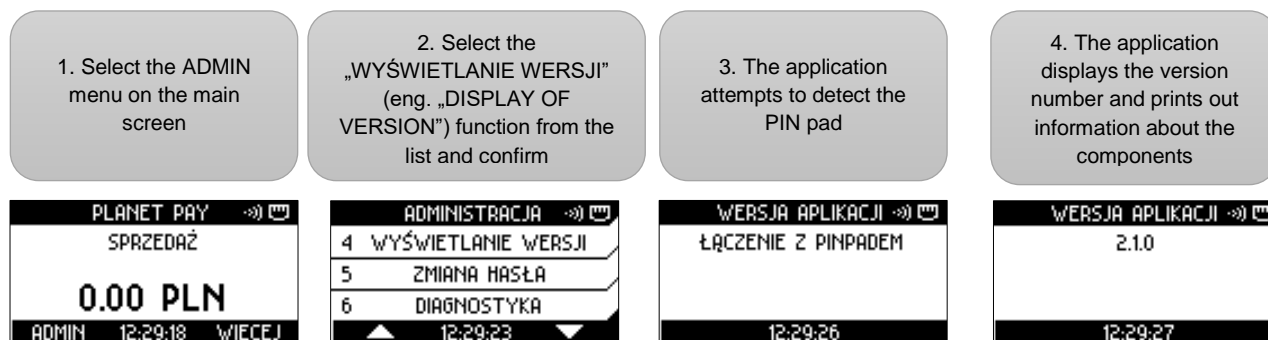 1. Select the ADMIN
menu on the main
screen
2. Select the
„WYŚWIETLANIE WERSJI”
(eng. „DISPLAY OF
VERSION”) function from the
list and confirm
3. The application
attempts to detect the
PIN pad
4. The application
displays the version
number and prints out
information about the
components
PLANET PAY
SPRZEDAŻ
0.00 PLN
ADMIN 12:29:18 WIĘCEJ
ADMINISTRACJA
4 WYŚWIETLANIE WERSJI
5 ZMIANA HASŁA
6 DIAGNOSTYKA
12:29:23
WERSJA APLIKACJI
ŁĄCZENIE Z PINPADEM
12:29:26
WERSJA APLIKACJI
2.1.0
12:29:27